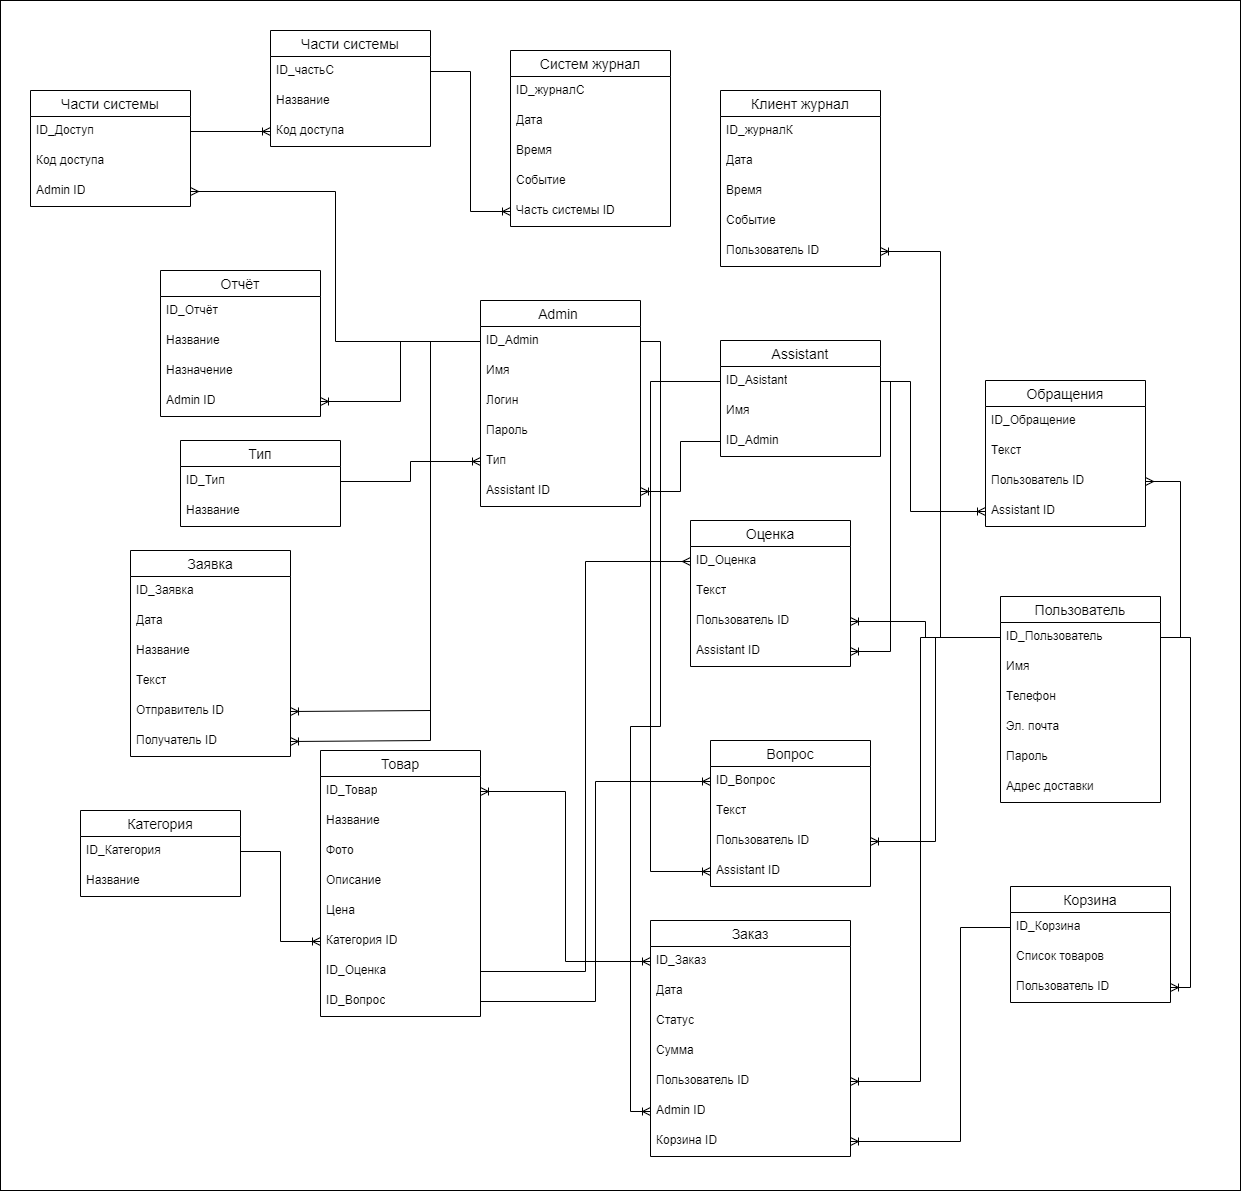 Части системы
ID_частьС
Название
Код доступа
Части системы
ID_Доступ
Код доступа
Admin ID
Систем журнал
ID_журналС
Дата
Время
Событие
Часть системы ID
Клиент журнал
ID_журналК
Дата
Время
Событие
Пользователь ID
Отчёт
ID_Отчёт
Название
Назначение
Admin ID
Admin
ID_Admin
Имя
Логин
Пароль
Тип
Assistant ID
Assistant
ID_Asistant
Имя
ID_Admin
Обращения
ID_Обращение
Текст
Пользователь ID
Assistant ID
Тип
ID_Тип
Название
Оценка
ID_Оценка
Текст
Пользователь ID
Assistant ID
Заявка
ID_Заявка
Дата
Название
Текст
Отправитель ID
Получатель ID
Пользователь
ID_Пользователь
Имя
Телефон
Эл. почта
Пароль
Адрес доставки
Товар
ID_Товар
Название
Фото
Описание
Цена
Категория ID
ID_Оценка
ID_Вопрос
Вопрос
ID_Вопрос
Текст
Пользователь ID
Assistant ID
Категория
ID_Категория
Название
Заказ
ID_Заказ
Дата
Статус
Сумма
Пользователь ID
Admin ID
Корзина ID
Корзина
ID_Корзина
Список товаров
Пользователь ID